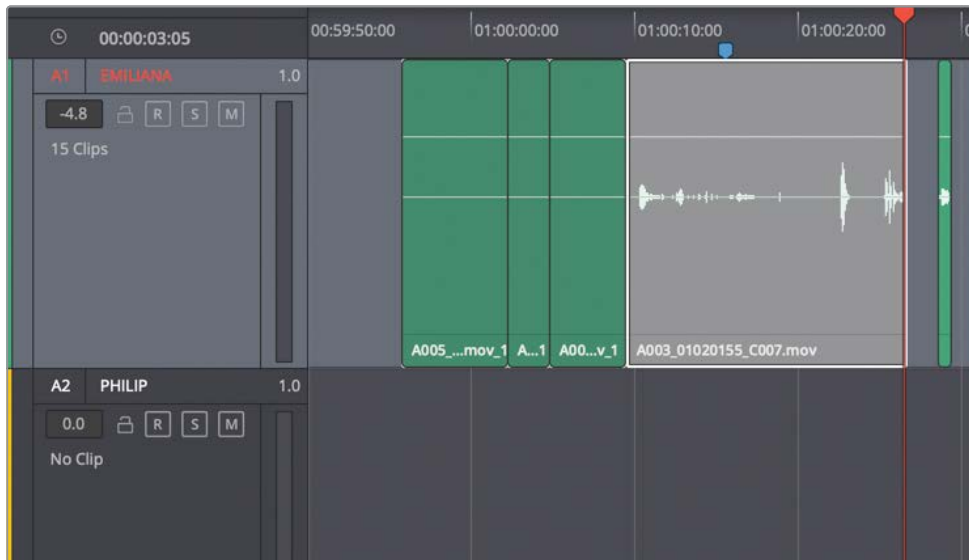 00:00:03:05
00:59:50:00 01:00:00:00 01:00:10:00 01:00:20:00
A1 EMILIANA 1.0
-4.8 R S M
15 Clips
A005_...mov_1 A...1 A00...v_1 A003_01020155_C007.mov
A2 PHILIP 1.0
0.0 R S M
No Clip